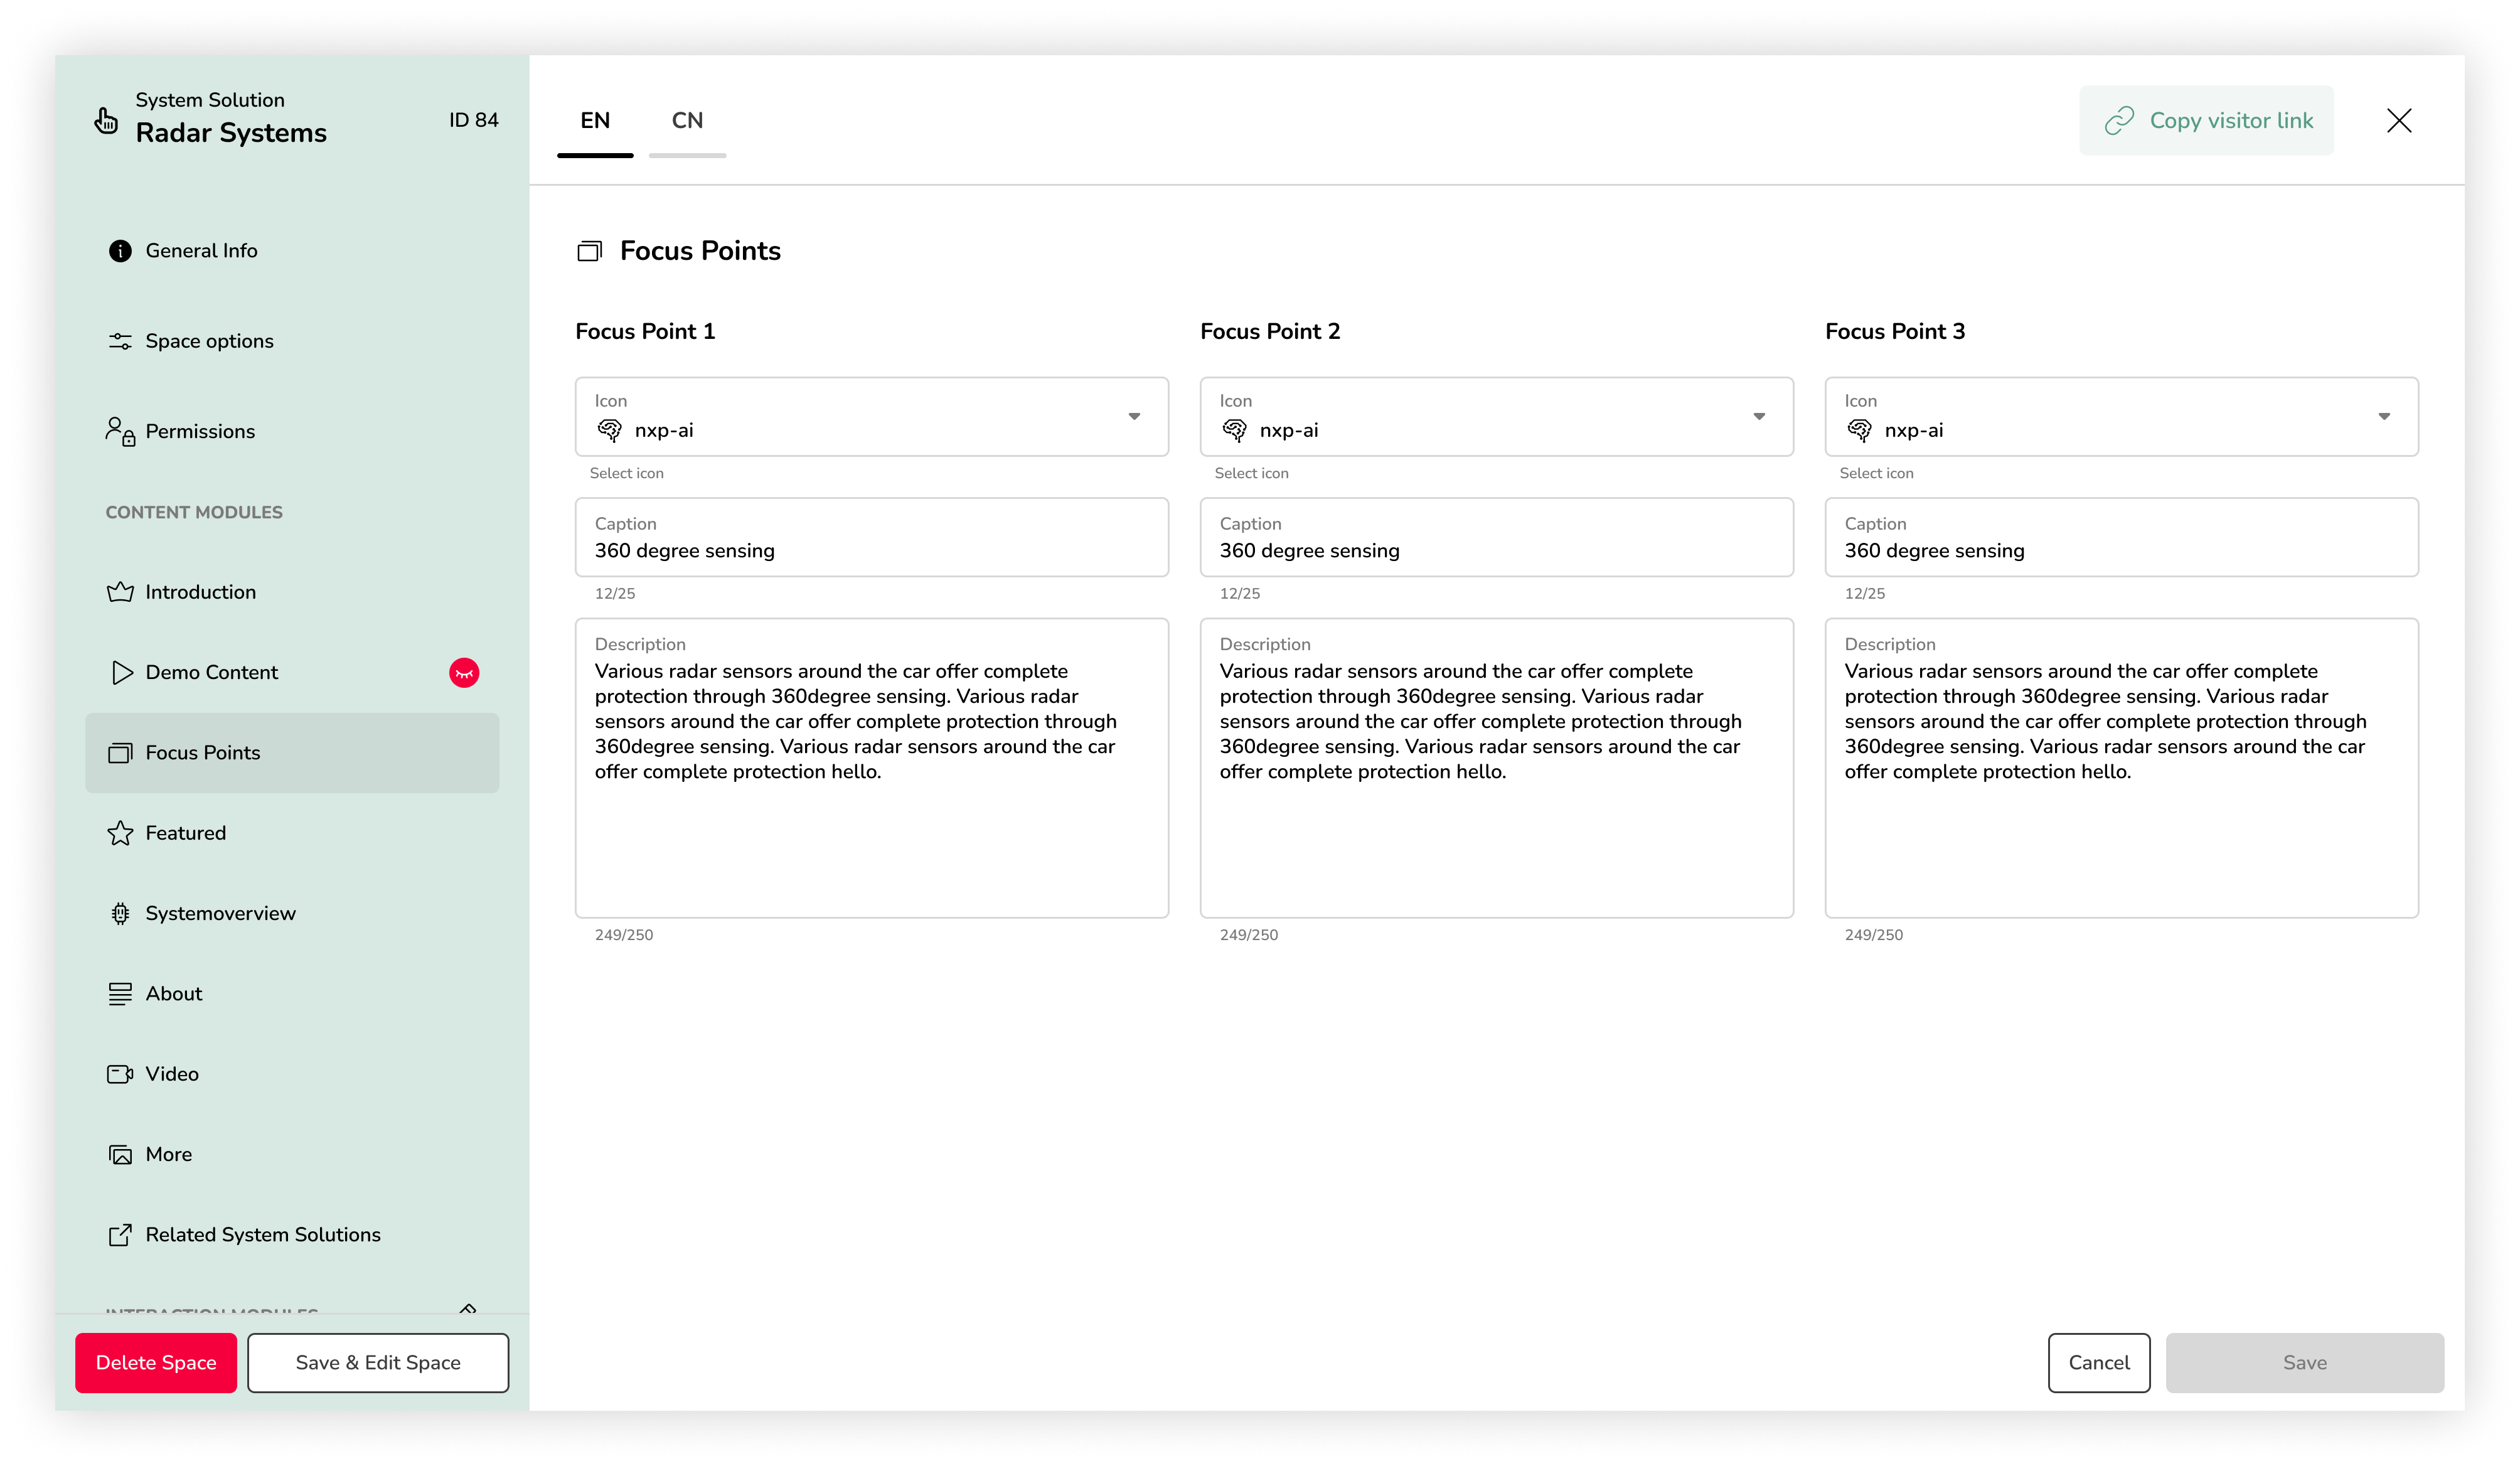 System Solution
Radar Systems
ID 84
General Info
Space options
Permissions
CONTENT MODULES
Introduction
Demo Content
Focus Points
Featured
Systemoverview
About
Video
More
Related System Solutions
INTERACTION MODULES
Delete Space
Save & Edit Space
EN
CN
Copy visitor link
Focus Points
Focus Point 1
Icon
nxp-ai
Select icon
Caption
360 degree sensing
12/25
Description
Various radar sensors around the car offer complete
protection through 360degree sensing. Various radar
sensors around the car offer complete protection through
360degree sensing. Various radar sensors around the car
offer complete protection hello.
249/250
Focus Point 2
Icon
nxp-ai
Select icon
Caption
360 degree sensing
12/25
Description
Various radar sensors around the car offer complete
protection through 360degree sensing. Various radar
sensors around the car offer complete protection through
360degree sensing. Various radar sensors around the car
offer complete protection hello.
249/250
Focus Point 3
Icon
nxp-ai
Select icon
Caption
360 degree sensing
12/25
Description
Various radar sensors around the car offer complete
protection through 360degree sensing. Various radar
sensors around the car offer complete protection through
360degree sensing. Various radar sensors around the car
offer complete protection hello.
249/250
Cancel
Save